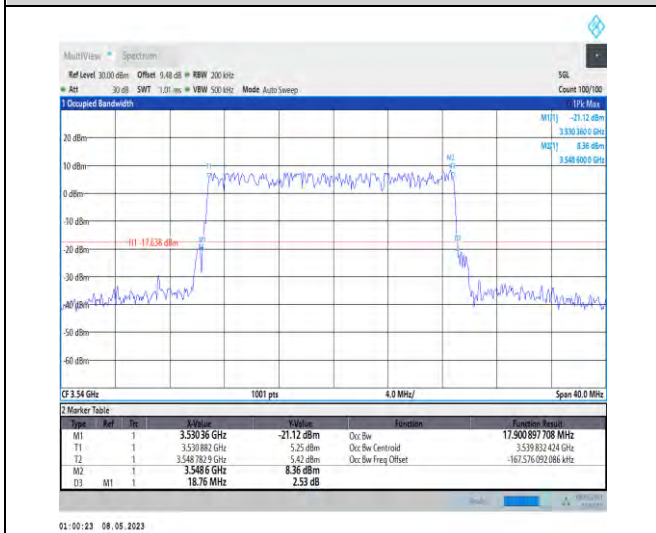 MultiView Spectrum
Ref Level 30.00 dBm Offset 9.48 dB RBW 200 kHz SGL
Att 30 dB SWT 1.01 ms VBW 500 kHz Mode Auto Sweep Count 100/100
1 Occupied Bandwidth 1Pk Max
M1[1] -21.12 dBm
3.530 360 0 GHz
M2[1] 8.36 dBm
3.548 600 0 GHz
20 dBm
M2
10 dBm
T1
0 dBm
-10 dBm
H1 -17.636 dBm
-20 dBm
-30 dBm
-40 dBm
-50 dBm
-60 dBm
CF 3.54 GHz 1001 pts 4.0 MHz/ Span 40.0 MHz
2 Marker Table
Type Ref Trc X-Value Y-Value Function Function Result
M1 1 3.53036 GHz -21.12 dBm Occ Bw 17.900 897 708 MHz
T1 1 3.530 882 GHz 5.25 dBm Occ Bw Centroid 3.539 832 424 GHz
T2 1 3.548 782 9 GHz 5.42 dBm Occ Bw Freq Offset -167.576 092 086 kHz
M2 1 3.5486 GHz 8.36 dBm
D3 M1 1 18.76 MHz 2.53 dB
01:00:23 08.05.2023